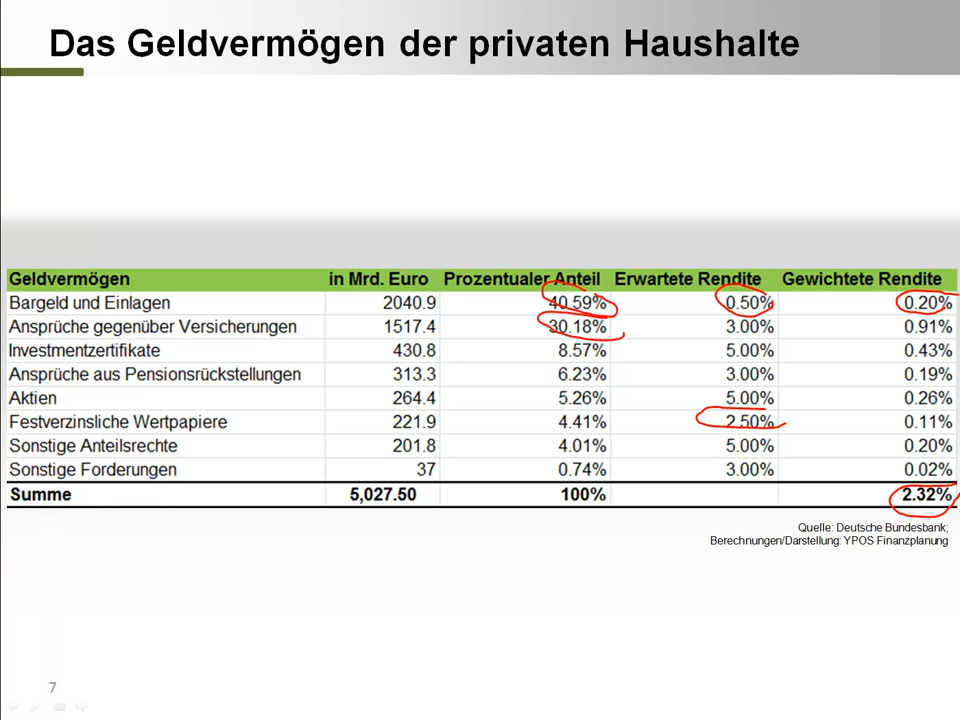 Das Geldvermögen der privaten Haushalte
Geldvermögen in Mrd. Euro Prozentualer Anteil Erwartete Rendite Gewichtete Rendite
Bargeld und Einlagen 2040.9 40.59% 0.50% 0.20%
Ansprüche gegenüber Versicherungen 1517.4 30.18% 3.00% 0.91%
Investmentzertifikate 430.8 8.57% 5.00% 0.43%
Ansprüche aus Pensionsrückstellungen 313.3 6.23% 3.00% 0.19%
Aktien 264.4 5.26% 5.00% 0.26%
Festverzinsliche Wertpapiere 221.9 4.41% 2.50% 0.11%
Sonstige Anteilsrechte 201.8 4.01% 5.00% 0.20%
Sonstige Forderungen 37 0.74% 3.00% 0.02%
Summe 5,027.50 100% 2.32%
Quelle: Deutsche Bundesbank;
Berechnungen/Darstellung: YPOS Finanzplanung
7